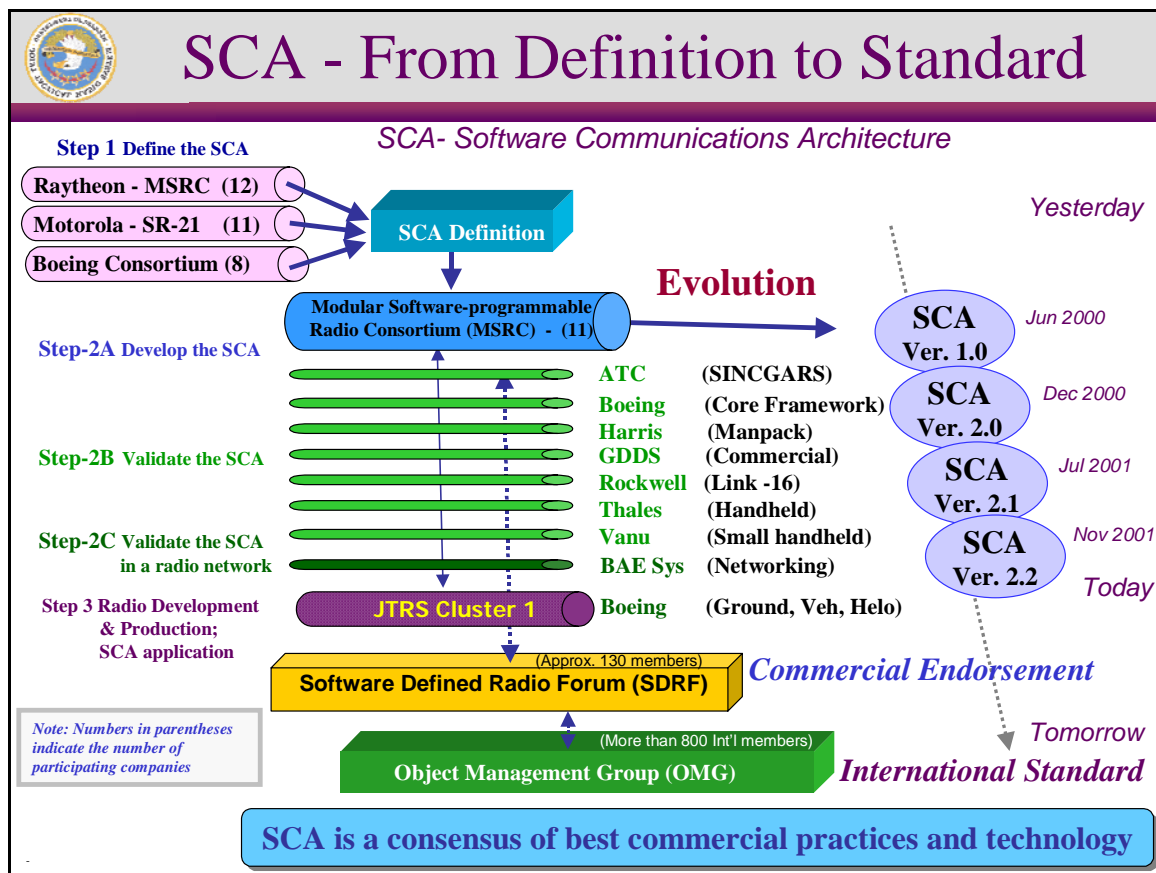 SCA - From Definition to Standard
SCA- Software Communications Architecture
Step 1 Define the SCA
Raytheon - MSRC (12)
Motorola - SR-21 (11)
Boeing Consortium (8)
SCA Definition
Yesterday
Evolution
Modular Software-programmable
Radio Consortium (MSRC) - (11)
SCA
Ver. 1.0
Jun 2000
Step-2A Develop the SCA
ATC (SINCGARS)
Boeing (Core Framework)
SCA
Ver. 2.0
Dec 2000
Harris (Manpack)
Step-2B Validate the SCA
GDDS (Commercial)
Rockwell (Link -16)
SCA
Ver. 2.1
Jul 2001
Thales (Handheld)
Step-2C Validate the SCA
in a radio network
Vanu (Small handheld)
BAE Sys (Networking)
SCA
Ver. 2.2
Nov 2001
Today
Step 3 Radio Development
& Production;
SCA application
JTRS Cluster 1
Boeing (Ground, Veh, Helo)
(Approx. 130 members)
Software Defined Radio Forum (SDRF)
Commercial Endorsement
Note: Numbers in parentheses
indicate the number of
participating companies
(More than 800 Int'l members)
Object Management Group (OMG)
Tomorrow
International Standard
SCA is a consensus of best commercial practices and technology